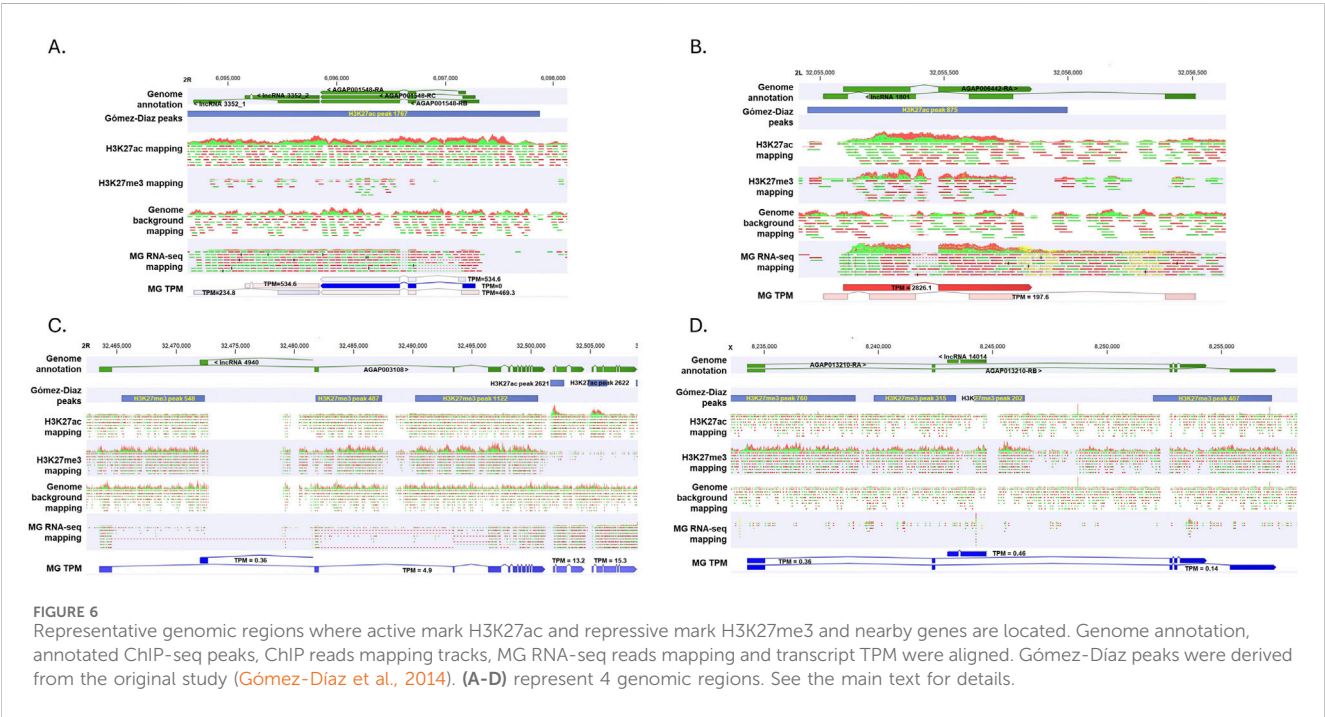 A.
2R 6,095,000 6,096,000 6,097,000 6,098,000
Genome
annotation
< AGAP001548-RA
< lncRNA 3352_2
< AGAP001548-RC
< lncRNA 3352_1
< AGAP001548-RB
Gómez-Diaz peaks
H3K27ac peak 1767
H3K27ac mapping
H3K27me3 mapping
Genome
background
mapping
MG RNA-seq
mapping
MG TPM
TPM=534.6
TPM=534.6
TPM=0
TPM=234.8
TPM=469.3
B.
2L 32,055,000 32,055,500 32,056,000 32,056,500
Genome
annotation
AGAP006442-RA >
< lncRNA 1801
Gómez-Diaz
peaks
H3K27ac peak 875
H3K27ac
mapping
H3K27me3
mapping
Genome
background
mapping
MG RNA-seq
mapping
MG TPM
TPM = 2826.1
TPM = 197.6
C.
2R 32,465,000 32,470,000 32,475,000 32,480,000 32,485,000 32,490,000 32,495,000 32,500,000 32,505,000
Genome
annotation
< lncRNA 4940
AGAP003108 >
Gómez-Diaz
peaks
H3K27ac peak 2621
H3K27ac peak 2622
H3K27me3 peak 548
H3K27me3 peak 487
H3K27me3 peak 1122
H3K27ac
mapping
H3K27me3
mapping
Genome
background
mapping
MG RNA-seq
mapping
MG TPM
TPM = 0.36
TPM = 4.9
TPM = 13.2
TPM = 15.3
D.
X 8,235,000 8,240,000 8,245,000 8,250,000 8,255,000
Genome
annotation
< lncRNA 14014
AGAP013210-RA >
AGAP013210-RB >
Gómez-Diaz
peaks
H3K27me3 peak 760
H3K27me3 peak 315
H3K27me3 peak 202
H3K27me3 peak 457
H3K27ac
mapping
H3K27me3
mapping
Genome
background
mapping
MG RNA-seq
mapping
MG TPM
TPM = 0.46
TPM = 0.36
TPM = 0.14
FIGURE 6
Representative genomic regions where active mark H3K27ac and repressive mark H3K27me3 and nearby genes are located. Genome annotation,
annotated ChIP-seq peaks, ChIP reads mapping tracks, MG RNA-seq reads mapping and transcript TPM were aligned. Gómez-Díaz peaks were derived
from the original study (Gómez-Díaz et al., 2014). (A-D) represent 4 genomic regions. See the main text for details.